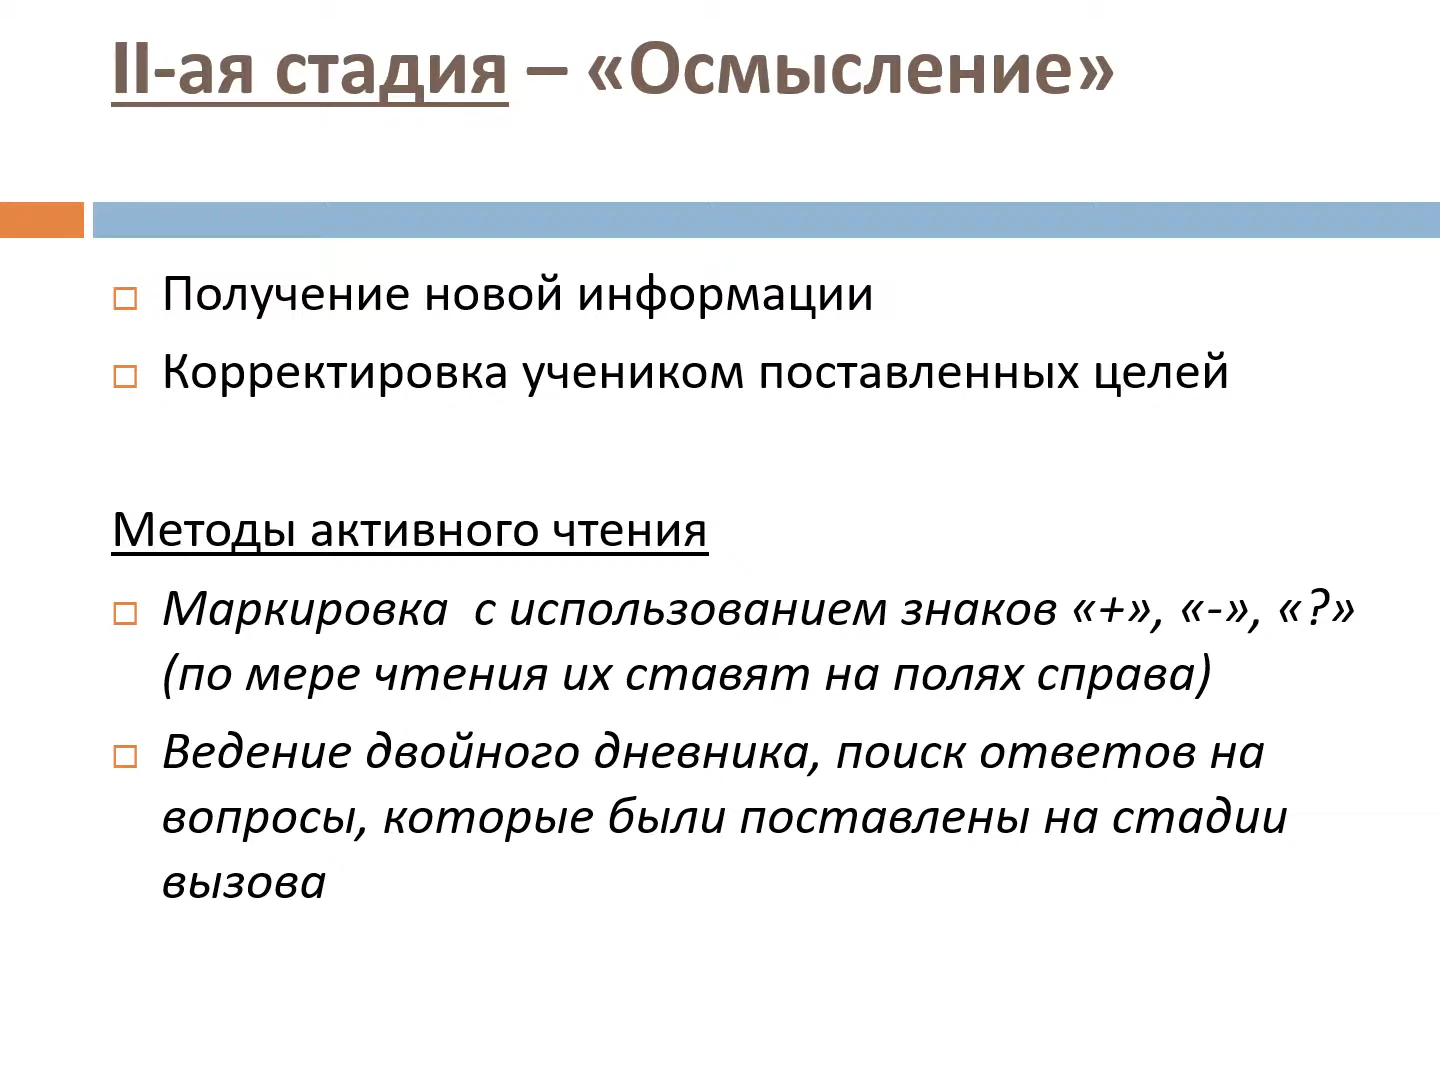 II-ая стадия – «Осмысление»
Получение новой информации
Корректировка учеником поставленных целей
Методы активного чтения
Маркировка с использованием знаков «+», «-», «?»
(по мере чтения их ставят на полях справа)
Ведение двойного дневника, поиск ответов на
вопросы, которые были поставлены на стадии
вызова